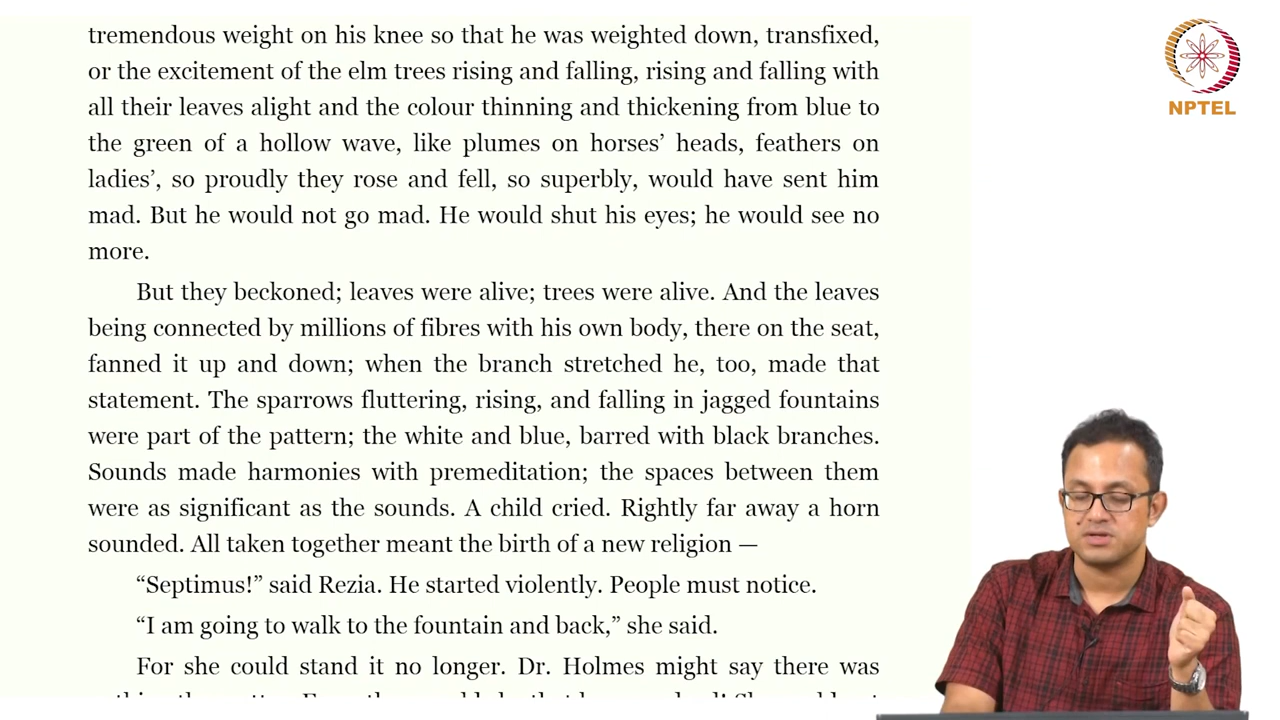 tremendous weight on his knee so that he was weighted down, transfixed,
or the excitement of the elm trees rising and falling, rising and falling with
all their leaves alight and the colour thinning and thickening from blue to
the green of a hollow wave, like plumes on horses’ heads, feathers on
ladies’, so proudly they rose and fell, so superbly, would have sent him
mad. But he would not go mad. He would shut his eyes; he would see no
more.
But they beckoned; leaves were alive; trees were alive. And the leaves
being connected by millions of fibres with his own body, there on the seat,
fanned it up and down; when the branch stretched he, too, made that
statement. The sparrows fluttering, rising, and falling in jagged fountains
were part of the pattern; the white and blue, barred with black branches.
Sounds made harmonies with premeditation; the spaces between them
were as significant as the sounds. A child cried. Rightly far away a horn
sounded. All taken together meant the birth of a new religion —
“Septimus!” said Rezia. He started violently. People must notice.
“I am going to walk to the fountain and back,” she said.
For she could stand it no longer. Dr. Holmes might say there was
NPTEL